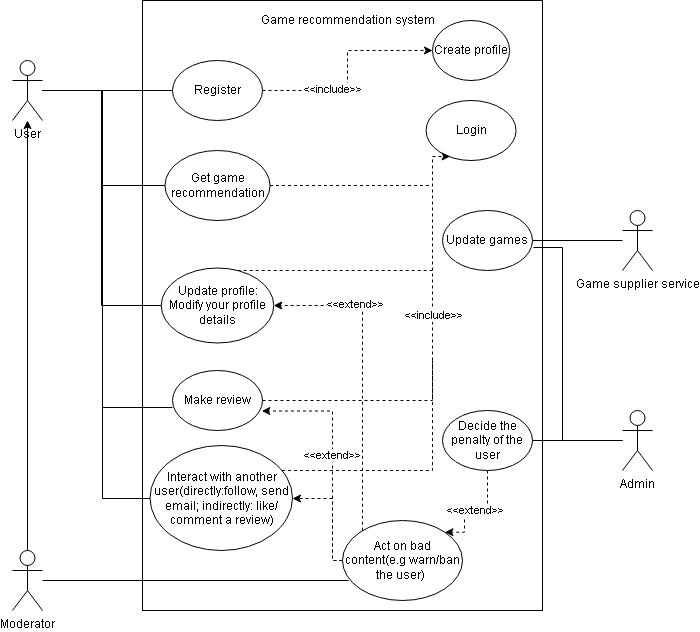 Game recommendation system
Create profile
Register
<<include>>
User
Login
Get game
recommendation
Update games
Game supplier service
Update profile:
Modify your profile
details
<<extend>>
<<include>>
Make review
Decide the
penalty of the
user
Admin
<<extend>>
Interact with another
user(directly:follow, send
email; indirectly: like/
comment a review)
<<extend>>
Act on bad
content(e.g warn/ban
the user)
Moderator